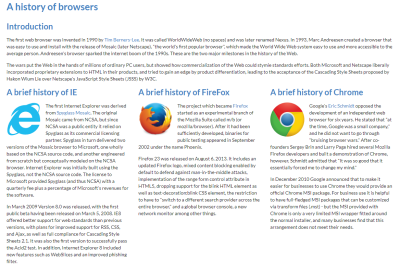 A history of browsers
Introduction
The first web browser was invented in 1990 by Tim Berners-Lee. It was called WorldWideWeb (no spaces) and was later renamed Nexus. In 1993, Marc Andreesen created a browser that
was easy to use and install with the release of Mosaic (later Netscape), "the world's first popular browser", which made the World Wide Web system easy to use and more accessible to the
average person. Andreesen's browser sparked the internet boom of the 1990s. These are the two major milestones in the history of the Web.
The wars put the Web in the hands of millions of ordinary PC users, but showed how commercialization of the Web could stymie standards efforts. Both Microsoft and Netscape liberally
incorporated proprietary extensions to HTML in their products, and tried to gain an edge by product differentiation, leading to the acceptance of the Cascading Style Sheets proposed by
Håkon Wium Lie over Netscape's JavaScript Style Sheets (JSSS) by W3C.
A brief history of IE
The first Internet Explorer was derived
from Spyglass Mosaic. The original
Mosaic came from NCSA, but since
NCSA was a public entity it relied on
Spyglass as its commercial licensing
partner. Spyglass in turn delivered two
versions of the Mosaic browser to Microsoft, one wholly
based on the NCSA source code, and another engineered
from scratch but conceptually modeled on the NCSA
browser. Internet Explorer was initially built using the
Spyglass, not the NCSA source code. The license to
Microsoft provided Spyglass (and thus NCSA) with a
quarterly fee plus a percentage of Microsoft's revenues for
the software.
In March 2009 Version 8.0 was released, with the first
public beta having been released on March 5, 2008. IE8
offered better support for web standards than previous
versions, with plans for improved support for RSS, CSS,
and Ajax, as well as full compliance for Cascading Style
Sheets 2.1. It was also the first version to successfully pass
the Acid2 test. In addition, Internet Explorer 8 included
new features such as WebSlices and an improved phishing
filter.
A brief history of FireFox
The project which became Firefox
started as an experimental branch of
the Mozilla Suite called m/b (or
mozilla/browser). After it had been
sufficiently developed, binaries for
public testing appeared in September
2002 under the name Phoenix.
Firefox 23 was released on August 6, 2013. It includes an
updated Firefox logo, mixed content blocking enabled by
default to defend against man-in-the-middle attacks,
implementation of the range form control attribute in
HTML5, dropping support for the blink HTML element as
well as text-decoration:blink CSS element, the restriction
to have to "switch to a different search provider across the
entire browser", and a global browser console, a new
network monitor among other things.
A brief history of Chrome
Google's Eric Schmidt opposed the
development of an independent web
browser for six years. He stated that "at
the time, Google was a small company,"
and he did not want to go through
"bruising browser wars." After co-
founders Sergey Brin and Larry Page hired several Mozilla
Firefox developers and built a demonstration of Chrome,
however, Schmidt admitted that "It was so good that it
essentially forced me to change my mind."
In December 2010 Google announced that to make it
easier for businesses to use Chrome they would provide an
official Chrome MSI package. For business use it is helpful
to have full-fledged MSI packages that can be customized
via transform files (.mst) - but the MSI provided with
Chrome is only a very limited MSI wrapper fitted around
the normal installer, and many businesses find that this
arrangement does not meet their needs.